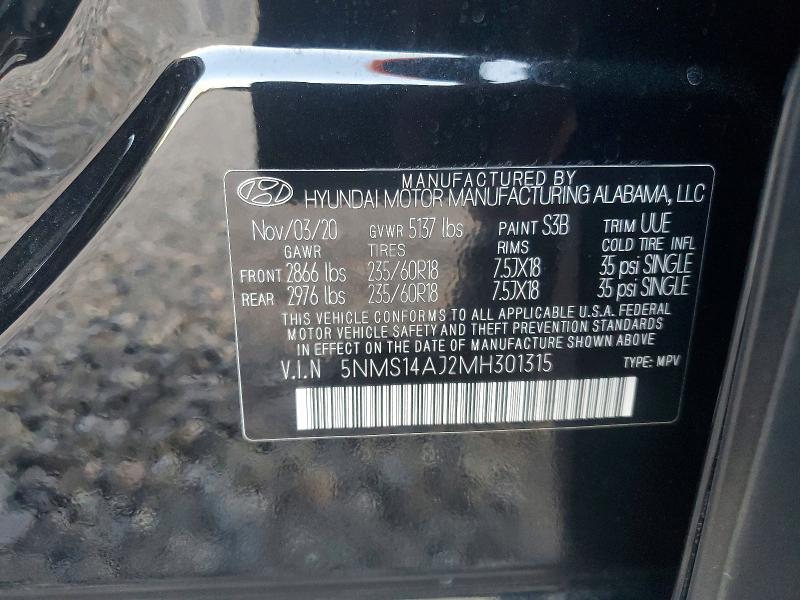 MANUFACTURED BY
HYUNDAI MOTOR MANUFACTURING ALABAMA, LLC
Nov/03/20 GVWR 5137 lbs PAINT S3B TRIM UUE
GAWR TIRES RIMS COLD TIRE INFL
FRONT 2866 lbs 235/60R18 7.5JX18 35 psi SINGLE
REAR 2976 lbs 235/60R18 7.5JX18 35 psi SINGLE
THIS VEHICLE CONFORMS TO ALL APPLICABLE U.S.A. FEDERAL
MOTOR VEHICLE SAFETY AND THEFT PREVENTION STANDARDS
IN EFFECT ON THE DATE OF MANUFACTURE SHOWN ABOVE
V.I.N 5NMS14AJ2MH301315 TYPE: MPV